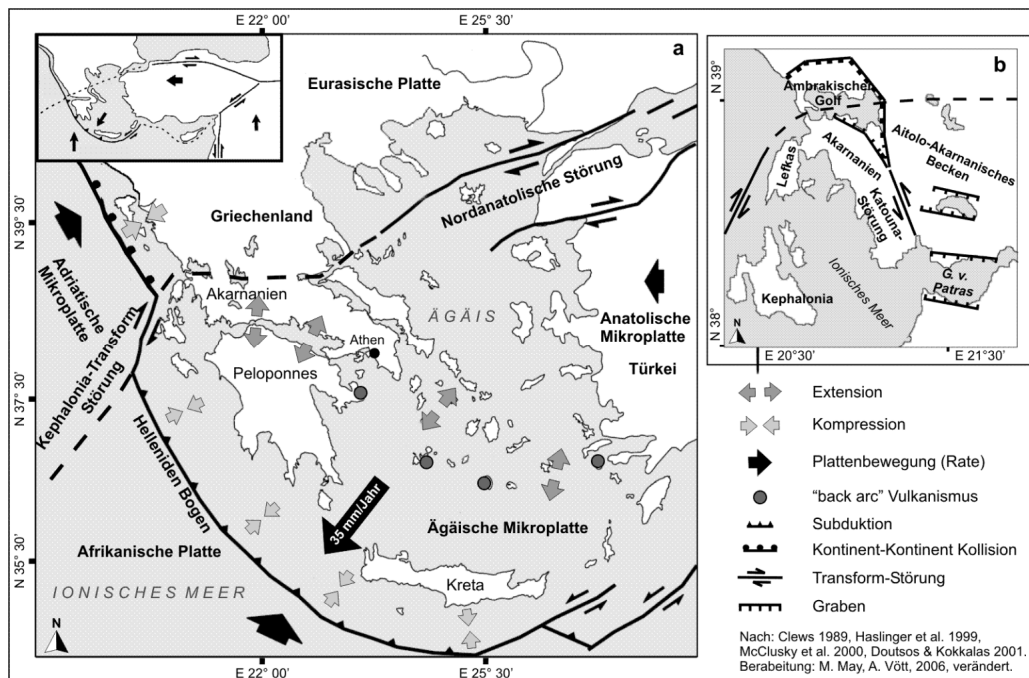 E 22° 00'
E 25° 30'
a
Eurasische Platte
Nordanatolische Störung
Griechenland
N 39° 30'
Adriatische
Mikroplatte
Akarnanien
ÄGÄIS
Anatolische
Mikroplatte
Türkei
Athen
Peloponnes
Kephalonia-Transform
Störung
N 37° 30'
Helleniden Bogen
35 mm/Jahr
Ägäische Mikroplatte
Afrikanische Platte
N 35° 30'
Kreta
IONISCHES MEER
N
E 22° 00'
E 25° 30'
b
N 39°
Ambrakischer
Golf
Aitolo-Akarnanisches
Becken
Akarnanien
Lefkas
Katouna-
Störung
Ionisches Meer
G. v.
Patras
Kephalonia
N 38°
N
E 20°30'
E 21°30'
Extension
Kompression
Plattenbewegung (Rate)
"back arc" Vulkanismus
Subduktion
Kontinent-Kontinent Kollision
Transform-Störung
Graben
Nach: Clews 1989, Haslinger et al. 1999,
McClusky et al. 2000, Doutsos & Kokkalas 2001.
Berabeitung: M. May, A. Vött, 2006, verändert.